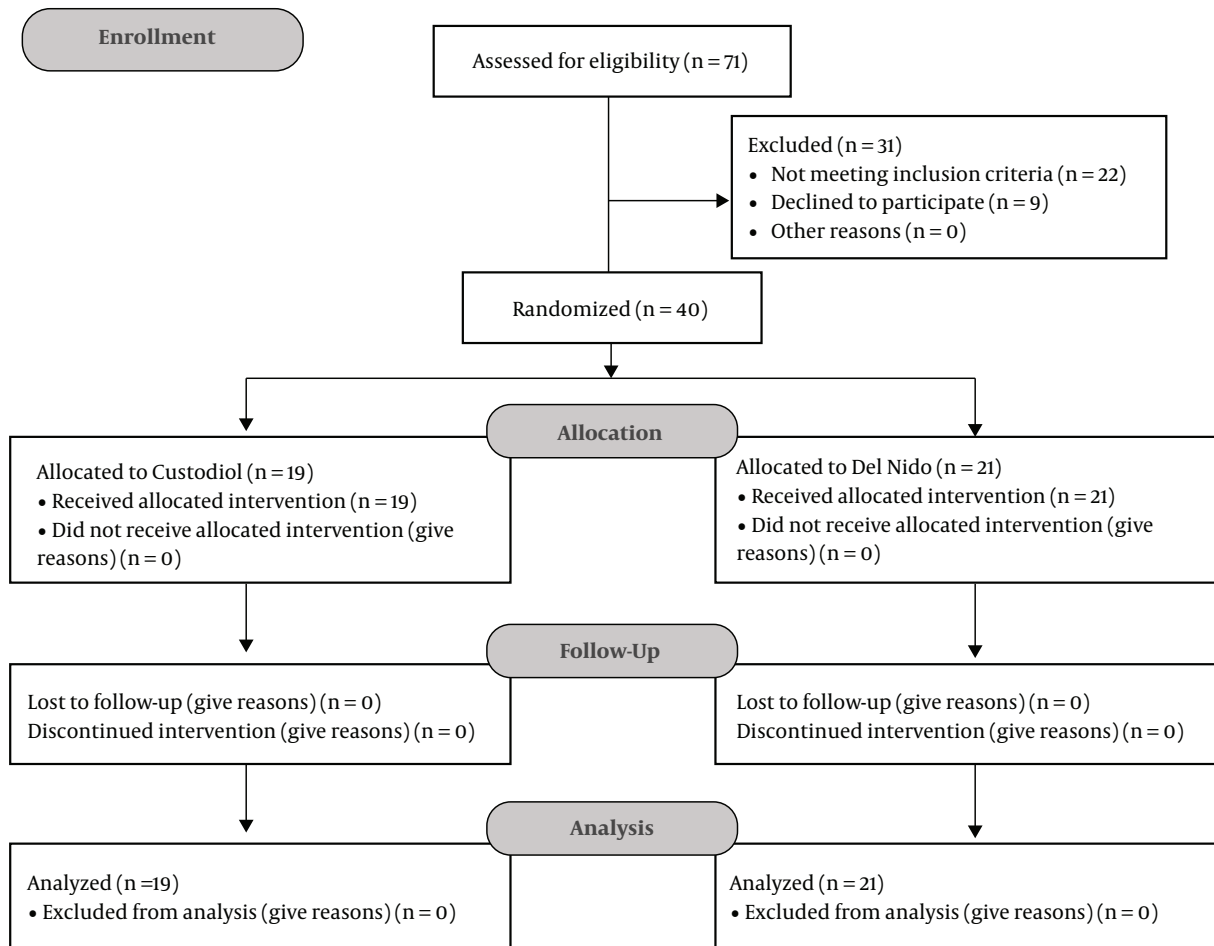 Enrollment
Assessed for eligibility (n = 71)
Excluded (n = 31)
• Not meeting inclusion criteria (n = 22)
• Declined to participate (n = 9)
• Other reasons (n = 0)
Randomized (n = 40)
Allocation
Allocated to Custodiol (n = 19)
• Received allocated intervention (n = 19)
• Did not receive allocated intervention (give
reasons) (n = 0)
Allocated to Del Nido (n = 21)
• Received allocated intervention (n = 21)
• Did not receive allocated intervention (give
reasons) (n = 0)
Follow-Up
Lost to follow-up (give reasons) (n = 0)
Discontinued intervention (give reasons) (n = 0)
Lost to follow-up (give reasons) (n = 0)
Discontinued intervention (give reasons) (n = 0)
Analysis
Analyzed (n =19)
• Excluded from analysis (give reasons) (n = 0)
Analyzed (n = 21)
• Excluded from analysis (give reasons) (n = 0)